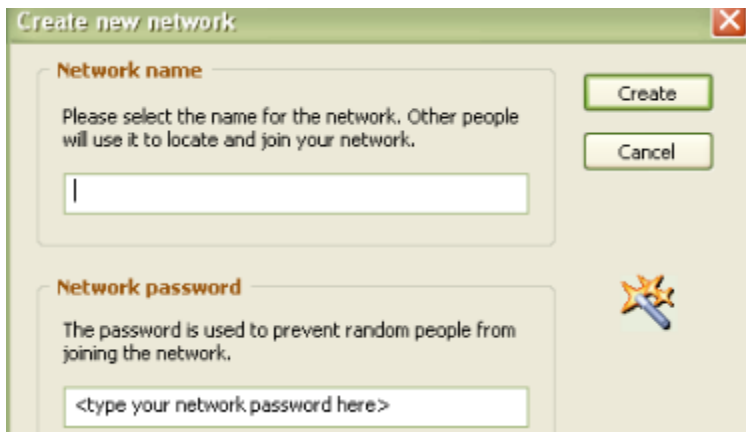 Create new network
Network name
Please select the name for the network. Other people
will use it to locate and join your network.
Create
Cancel
Network password
The password is used to prevent random people from
joining the network.
<type your network password here>